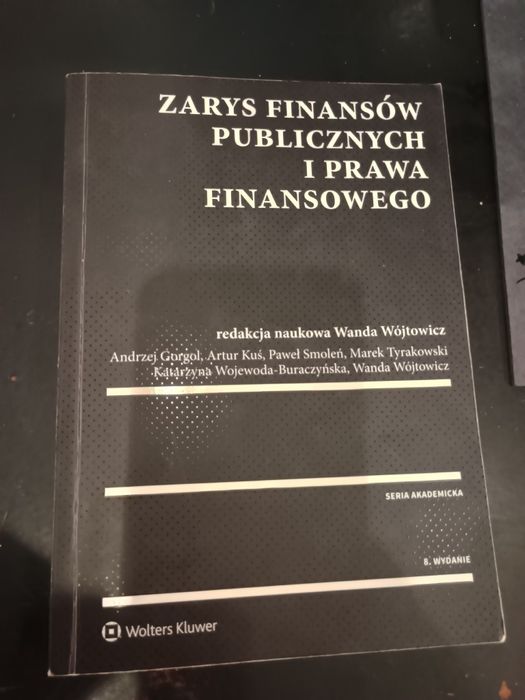 ZARYS FINANSÓW
PUBLICZNYCH
I PRAWA
FINANSOWEGO
redakcja naukowa Wanda Wójtowicz
Andrzej Gorgol, Artur Kuś, Paweł Smoleń, Marek Tyrakowski
Katarzyna Wojewoda-Buraczyńska, Wanda Wójtowicz
SERIA AKADEMICKA
8. WYDANIE
Wolters Kluwer